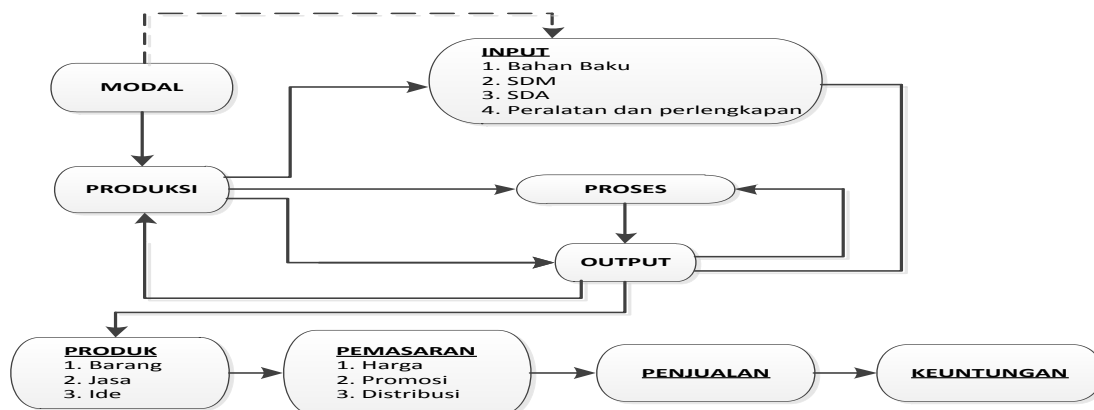 MODAL
INPUT
1. Bahan Baku
2. SDM
3. SDA
4. Peralatan dan perlengkapan
PRODUKSI
PROSES
OUTPUT
PRODUK
1. Barang
2. Jasa
3. Ide
PEMASARAN
1. Harga
2. Promosi
3. Distribusi
PENJUALAN
KEUNTUNGAN